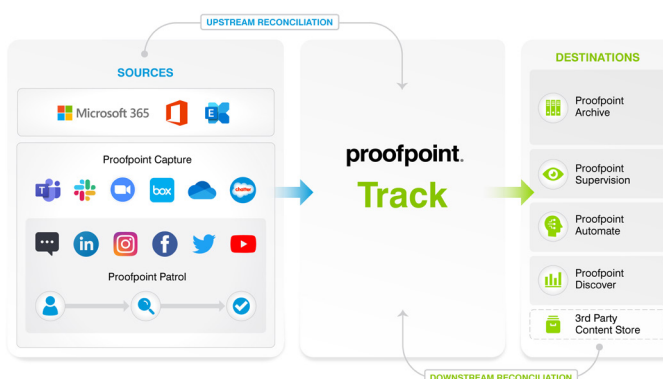 UPSTREAM RECONCILIATION
SOURCES
Microsoft 365
Proofpoint Capture
box
chatter
in
Proofpoint Patrol
proofpoint.
Track
DESTINATIONS
Proofpoint
Archive
Proofpoint
Supervision
Proofpoint
Automate
Proofpoint
Discover
3rd Party
Content Store
DOWNSTREAM RECONCILIATION